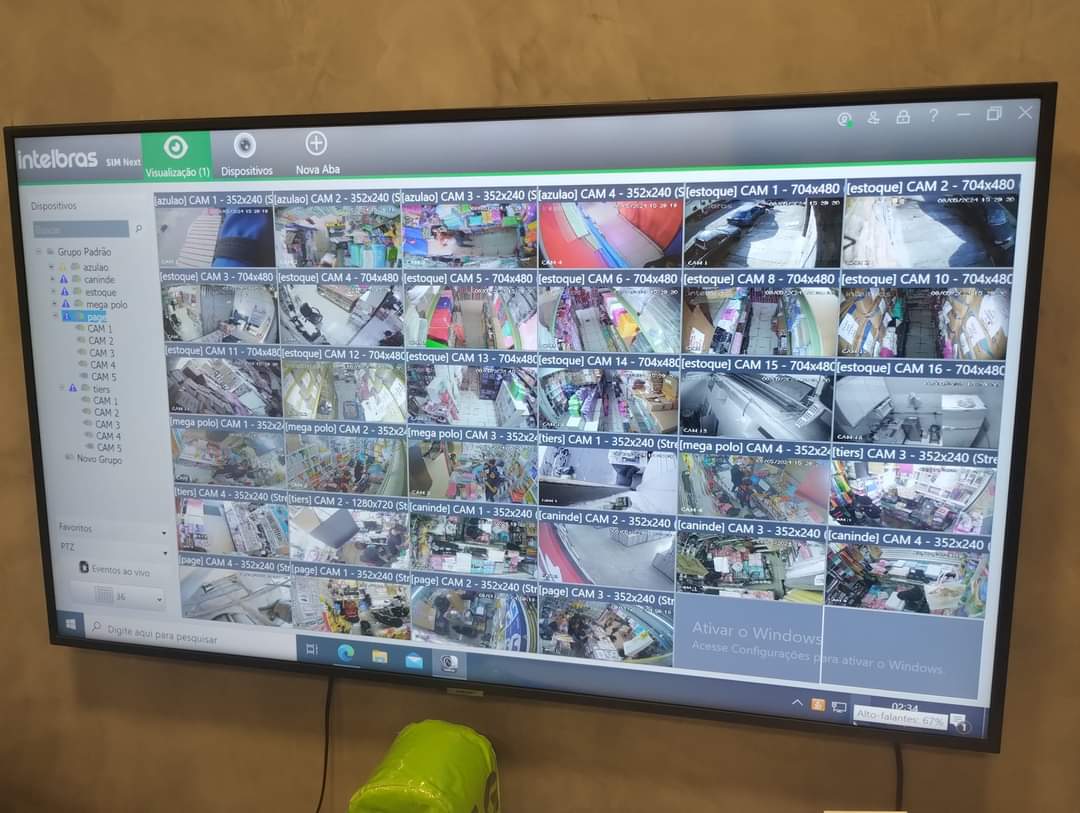 intelbras SIM Next
Visualização (1)
Dispositivos
Nova Aba
Dispositivos
Grupo Padrão
azulao
caninde
estoque
mega polo
page
CAM 1
CAM 2
CAM 3
CAM 4
CAM 5
tiers
CAM 1
CAM 2
CAM 3
CAM 4
CAM 5
Novo Grupo
Favoritos
PTZ
Eventos ao vivo
36
[azulao] CAM 1 - 352x240 (S
[azulao] CAM 2 - 352x240 (S
[azulao] CAM 3 - 352x240 (S
[azulao] CAM 4 - 352x240 (S
[estoque] CAM 1 - 704x480
[estoque] CAM 2 - 704x480
[estoque] CAM 3 - 704x480
[estoque] CAM 4 - 704x480
[estoque] CAM 5 - 704x480
[estoque] CAM 6 - 704x480
[estoque] CAM 8 - 704x480
[estoque] CAM 10 - 704x480
[estoque] CAM 11 - 704x480
[estoque] CAM 12 - 704x480
[estoque] CAM 13 - 704x480
[estoque] CAM 14 - 704x480
[estoque] CAM 15 - 704x480
[estoque] CAM 16 - 704x480
[mega polo] CAM 1 - 352x24
[mega polo] CAM 2 - 352x24
[mega polo] CAM 3 - 352x24
[tiers] CAM 1 - 352x240 (Str
[mega polo] CAM 4 - 352x24
[tiers] CAM 3 - 352x240 (Stre
[tiers] CAM 4 - 352x240 (Str
[tiers] CAM 2 - 1280x720 (St
[caninde] CAM 1 - 352x240
[caninde] CAM 2 - 352x240
[caninde] CAM 3 - 352x240
[caninde] CAM 4 - 352x240
[page] CAM 4 - 352x240 (Str
[page] CAM 1 - 352x240 (Str
[page] CAM 2 - 352x240 (Str
[page] CAM 3 - 352x240 (Str
Ativar o Windows
Acesse Configurações para ativar o Windows.
Digite aqui para pesquisar
02:34
Alto-falantes: 67%
1